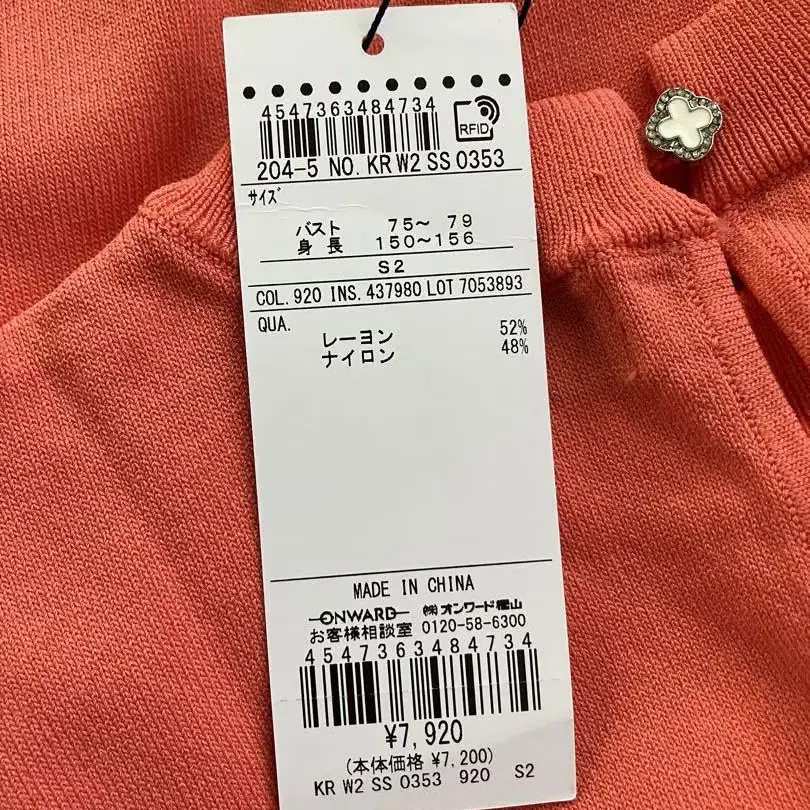 4547363484734
RFID
204-5 NO. KR W2 SS 0353
サイズ
バスト 75～ 79
身長 150～156
S2
COL. 920 INS. 437980 LOT 7053893
QUA.
レーヨン 52%
ナイロン 48%
MADE IN CHINA
ONWARD ㈱オンワード樫山
お客様相談室 0120-58-6300
4547363484734
¥7,920
(本体価格 ¥7,200)
KR W2 SS 0353 920 S2